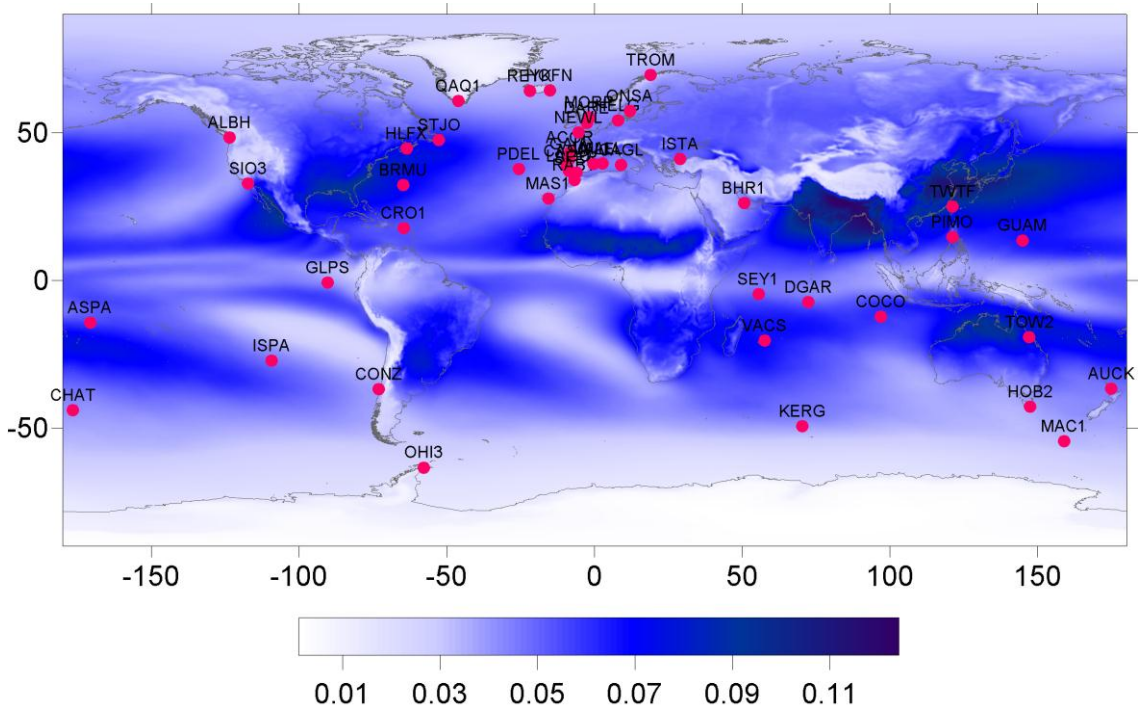 TROM
REYK
HOFN
QAQ1
ONSA
MORP
HELG
NEWL
ALBH
STJO
HLFX
ACOR
ISTA
SIO3
PDEL
BRMU
MAS1
BHR1
TWTF
CRO1
PIMO
GUAM
GLPS
SEY1
DGAR
COCO
ASPA
VACS
TOW2
ISPA
CONZ
AUCK
CHAT
HOB2
KERG
MAC1
OHI3
50
0
-50
-150 -100 -50 0 50 100 150
0.01 0.03 0.05 0.07 0.09 0.11